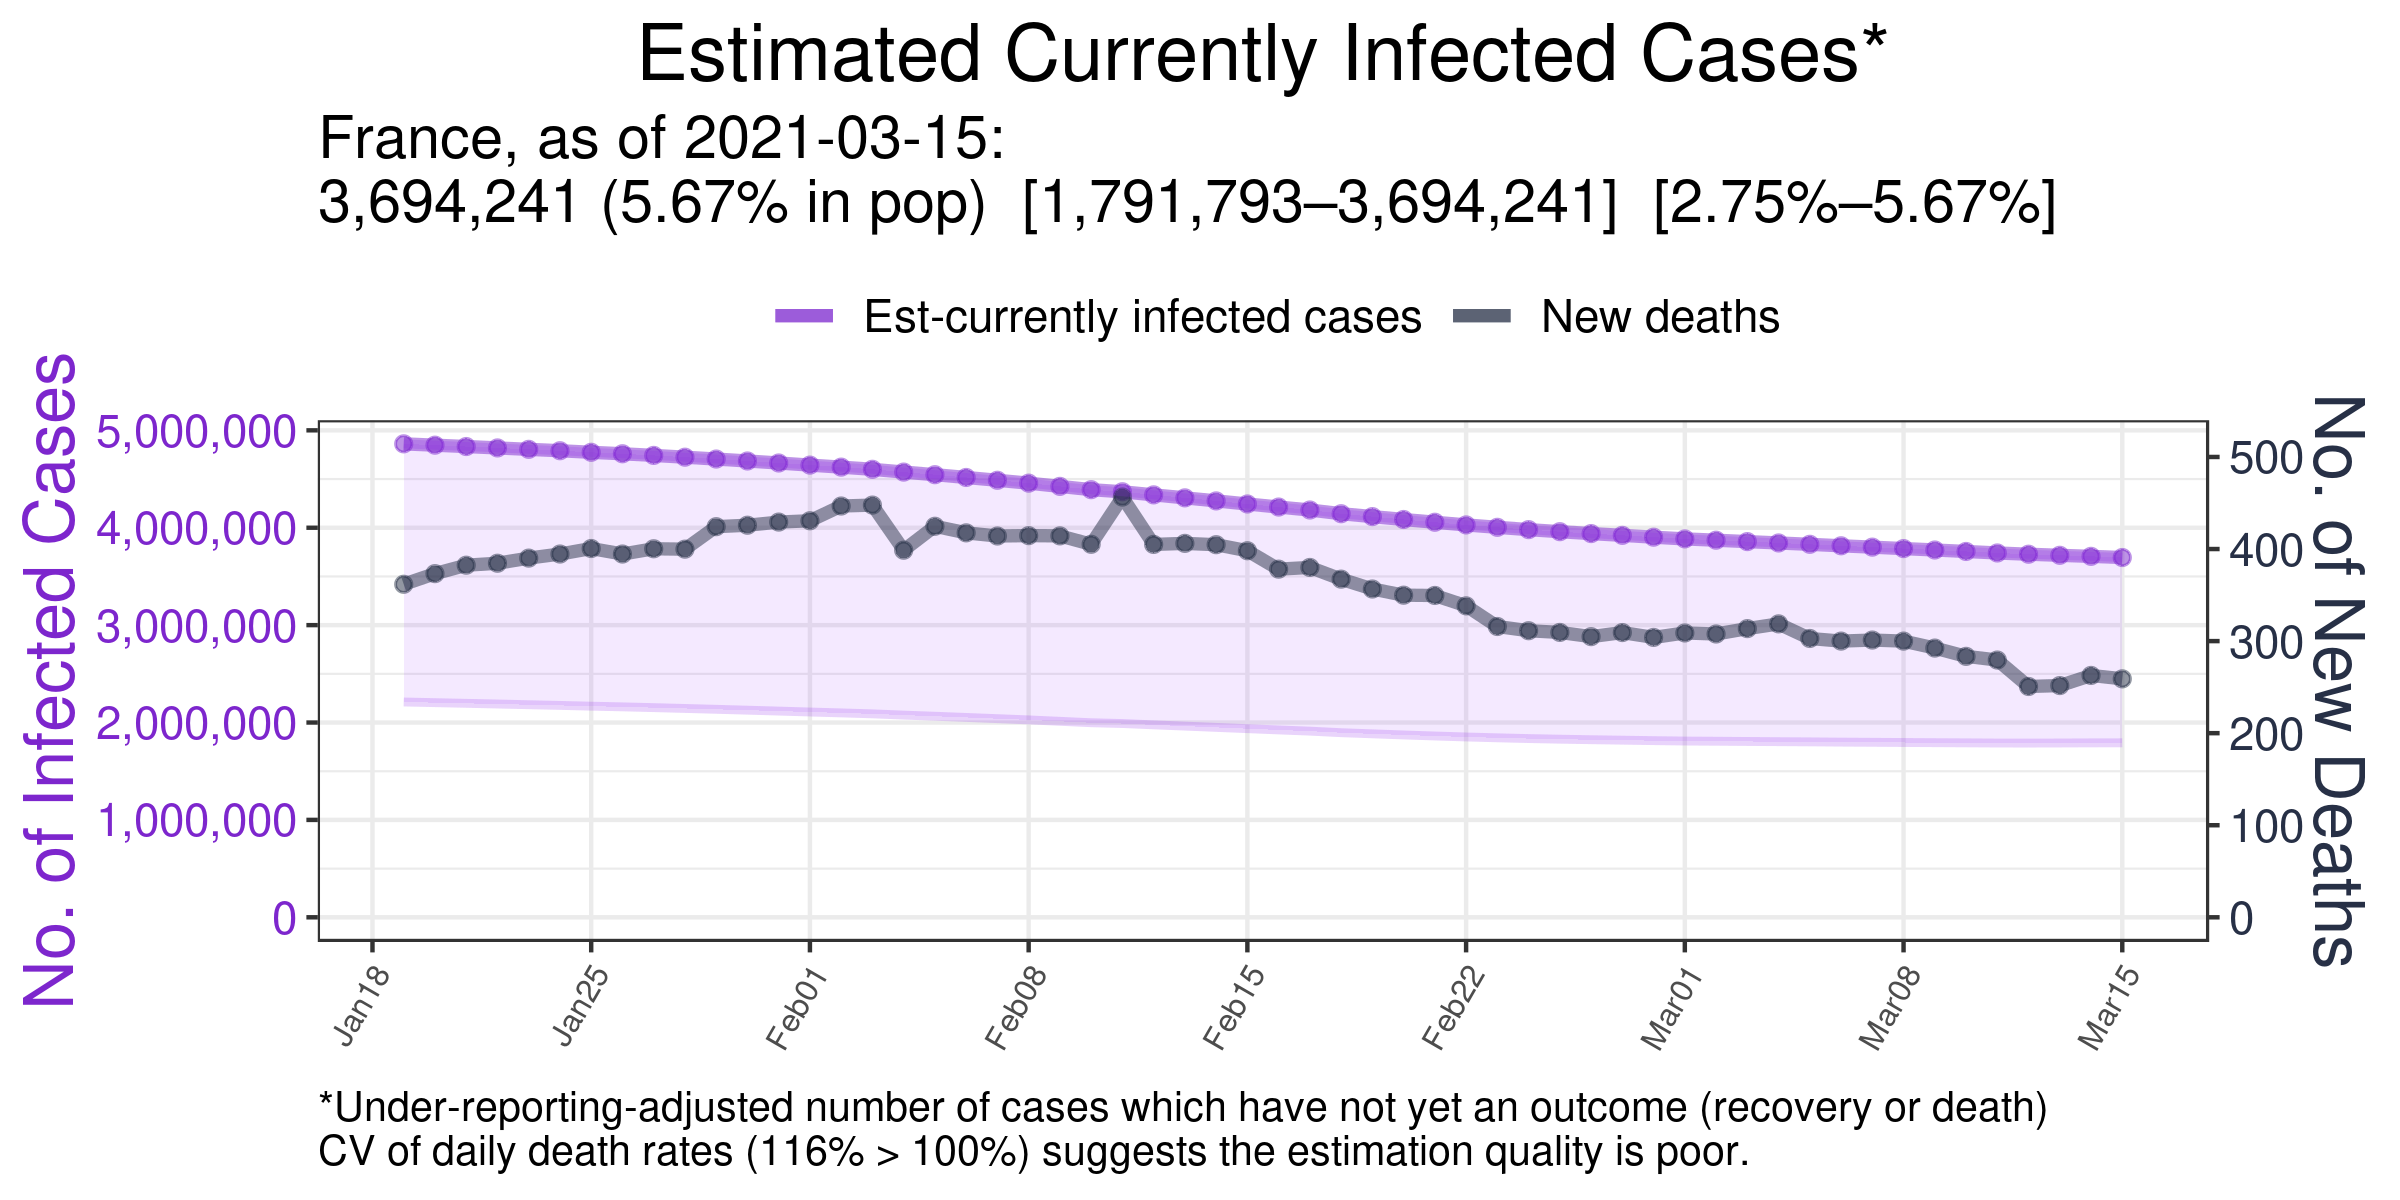 Estimated Currently Infected Cases*
France, as of 2021-03-15:
3,694,241 (5.67% in pop) [1,791,793–3,694,241] [2.75%–5.67%]
Est-currently infected cases
New deaths
No. of Infected Cases
5,000,000
4,000,000
3,000,000
2,000,000
1,000,000
0
500
400
300
200
100
0
No. of New Deaths
Jan18
Jan25
Feb01
Feb08
Feb15
Feb22
Mar01
Mar08
Mar15
*Under-reporting-adjusted number of cases which have not yet an outcome (recovery or death)
CV of daily death rates (116% > 100%) suggests the estimation quality is poor.